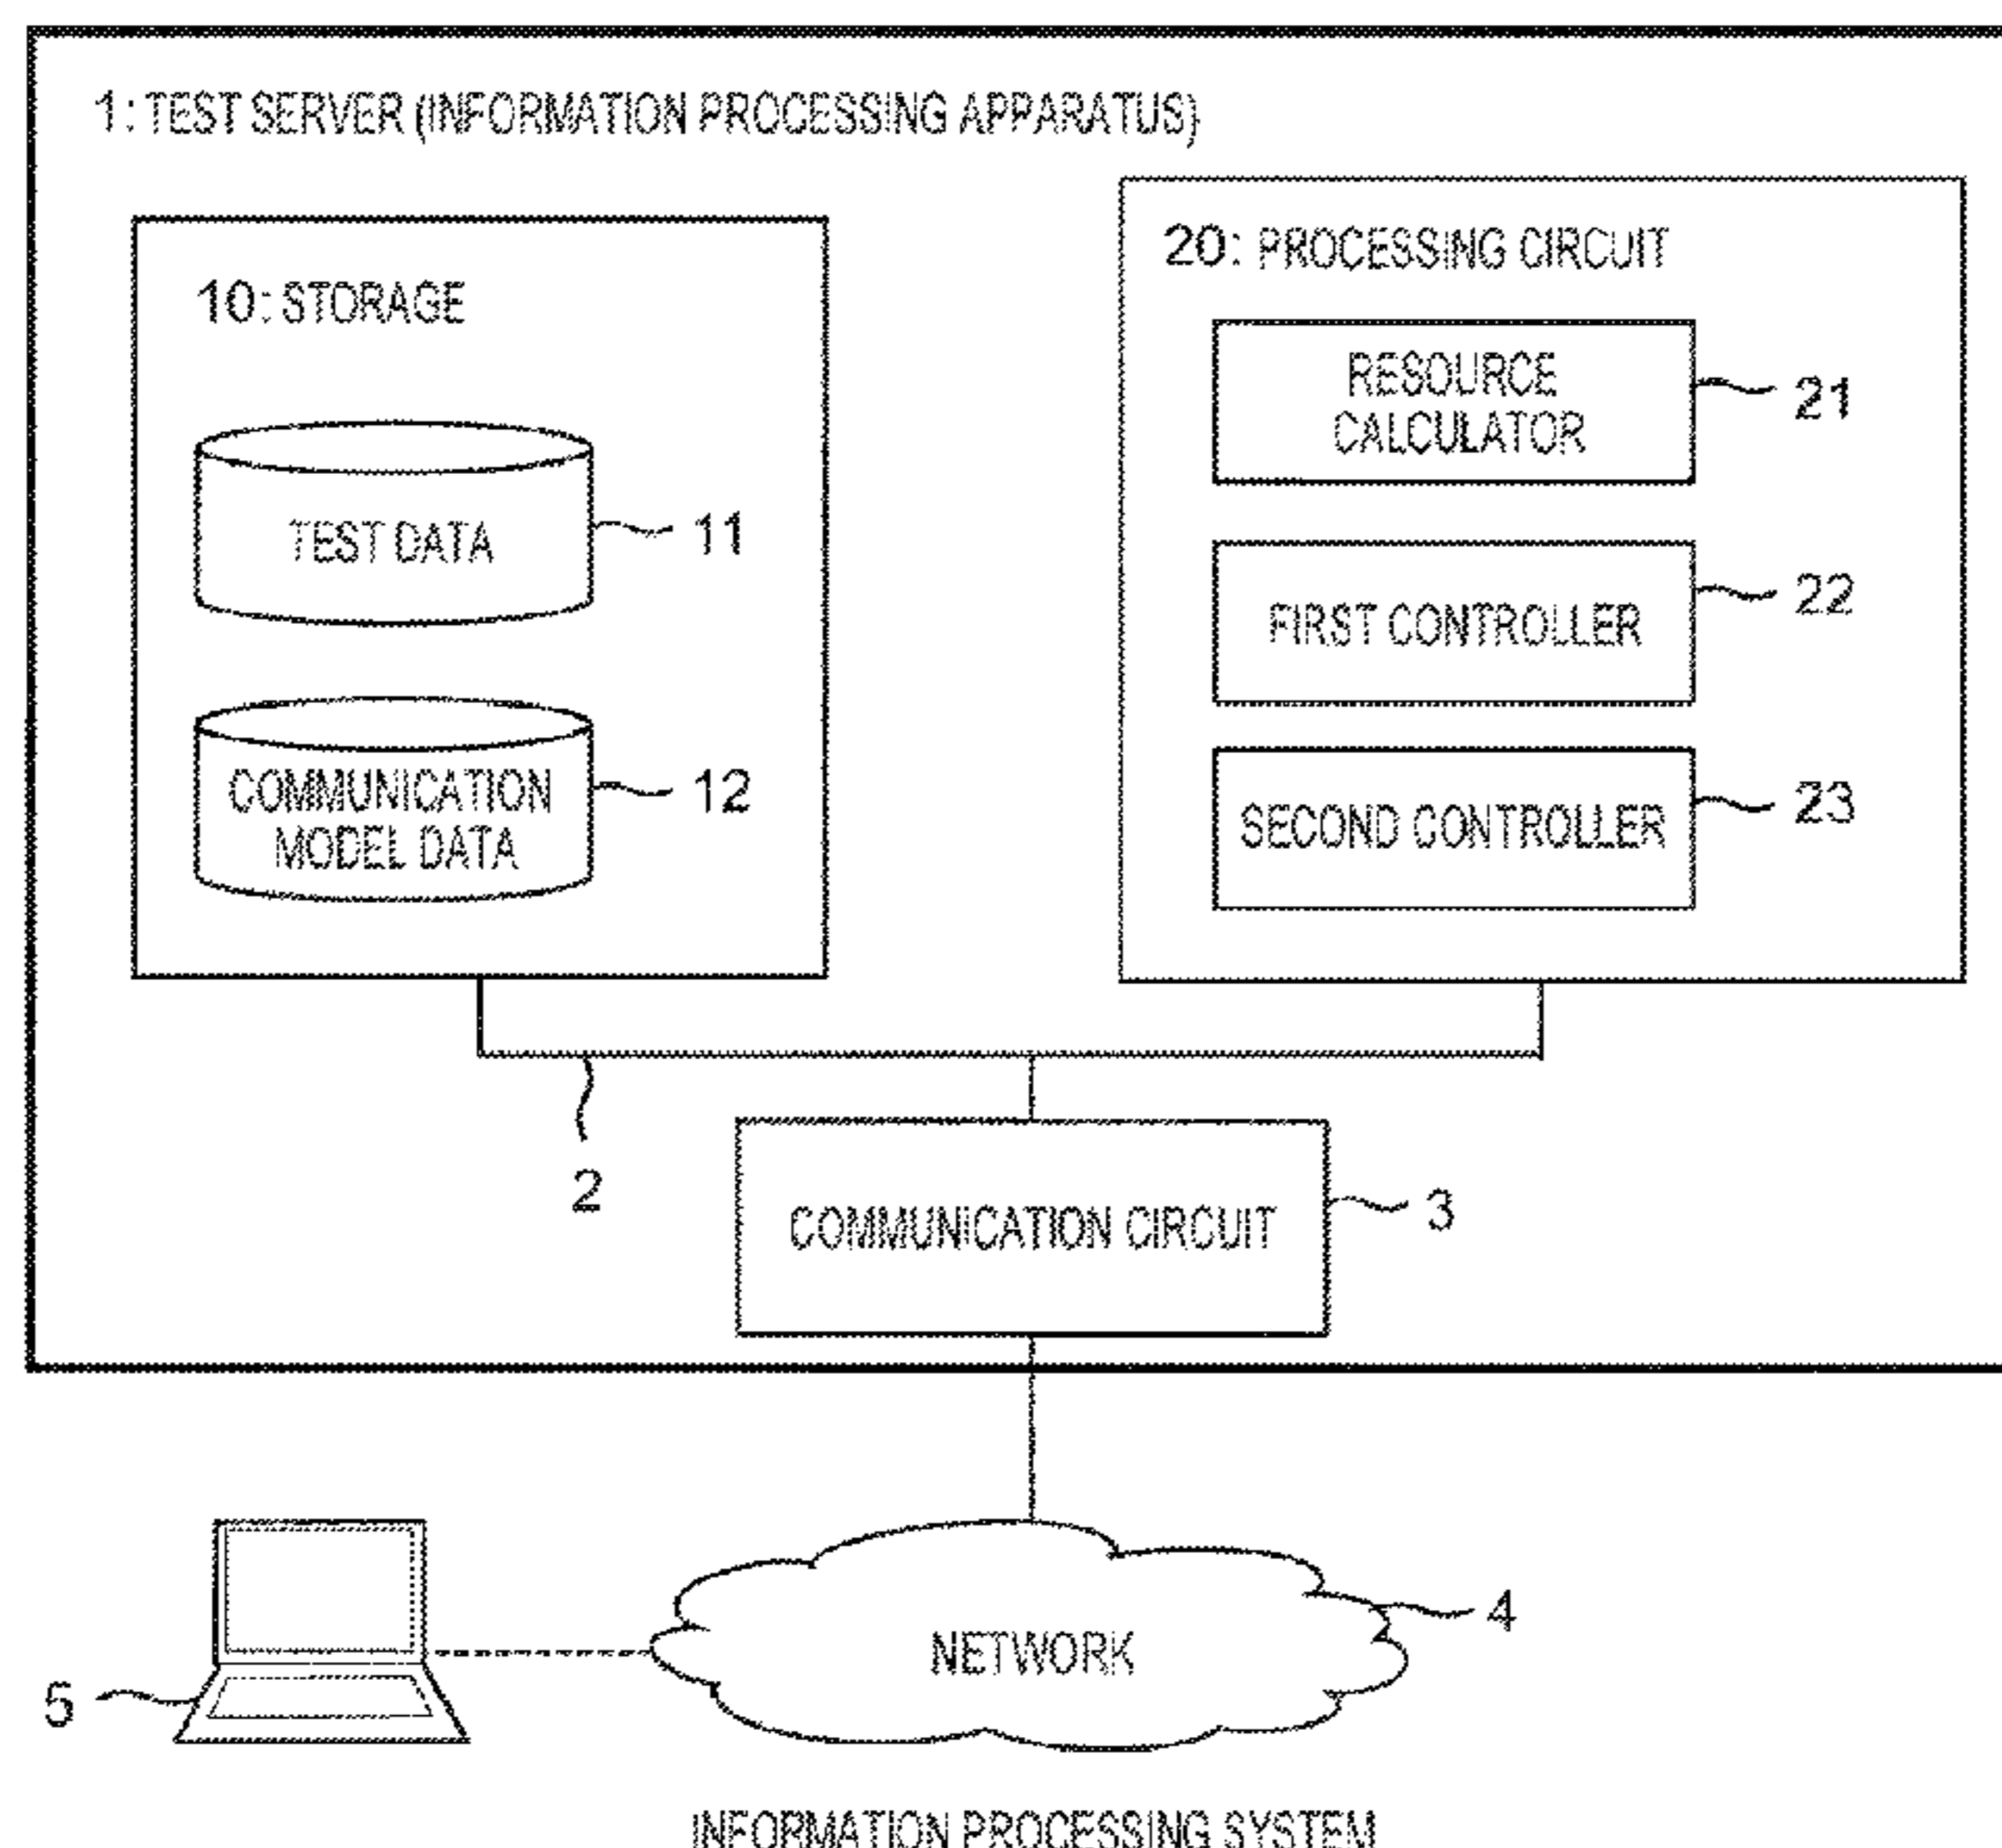 1: TEST SERVER (INFORMATION PROCESSING APPARATUS)
10: STORAGE
TEST DATA
11
COMMUNICATION
MODEL DATA
12
20: PROCESSING CIRCUIT
RESOURCE
CALCULATOR
21
FIRST CONTROLLER
22
SECOND CONTROLLER
23
2
COMMUNICATION CIRCUIT
3
NETWORK
4
5
INFORMATION PROCESSING SYSTEM